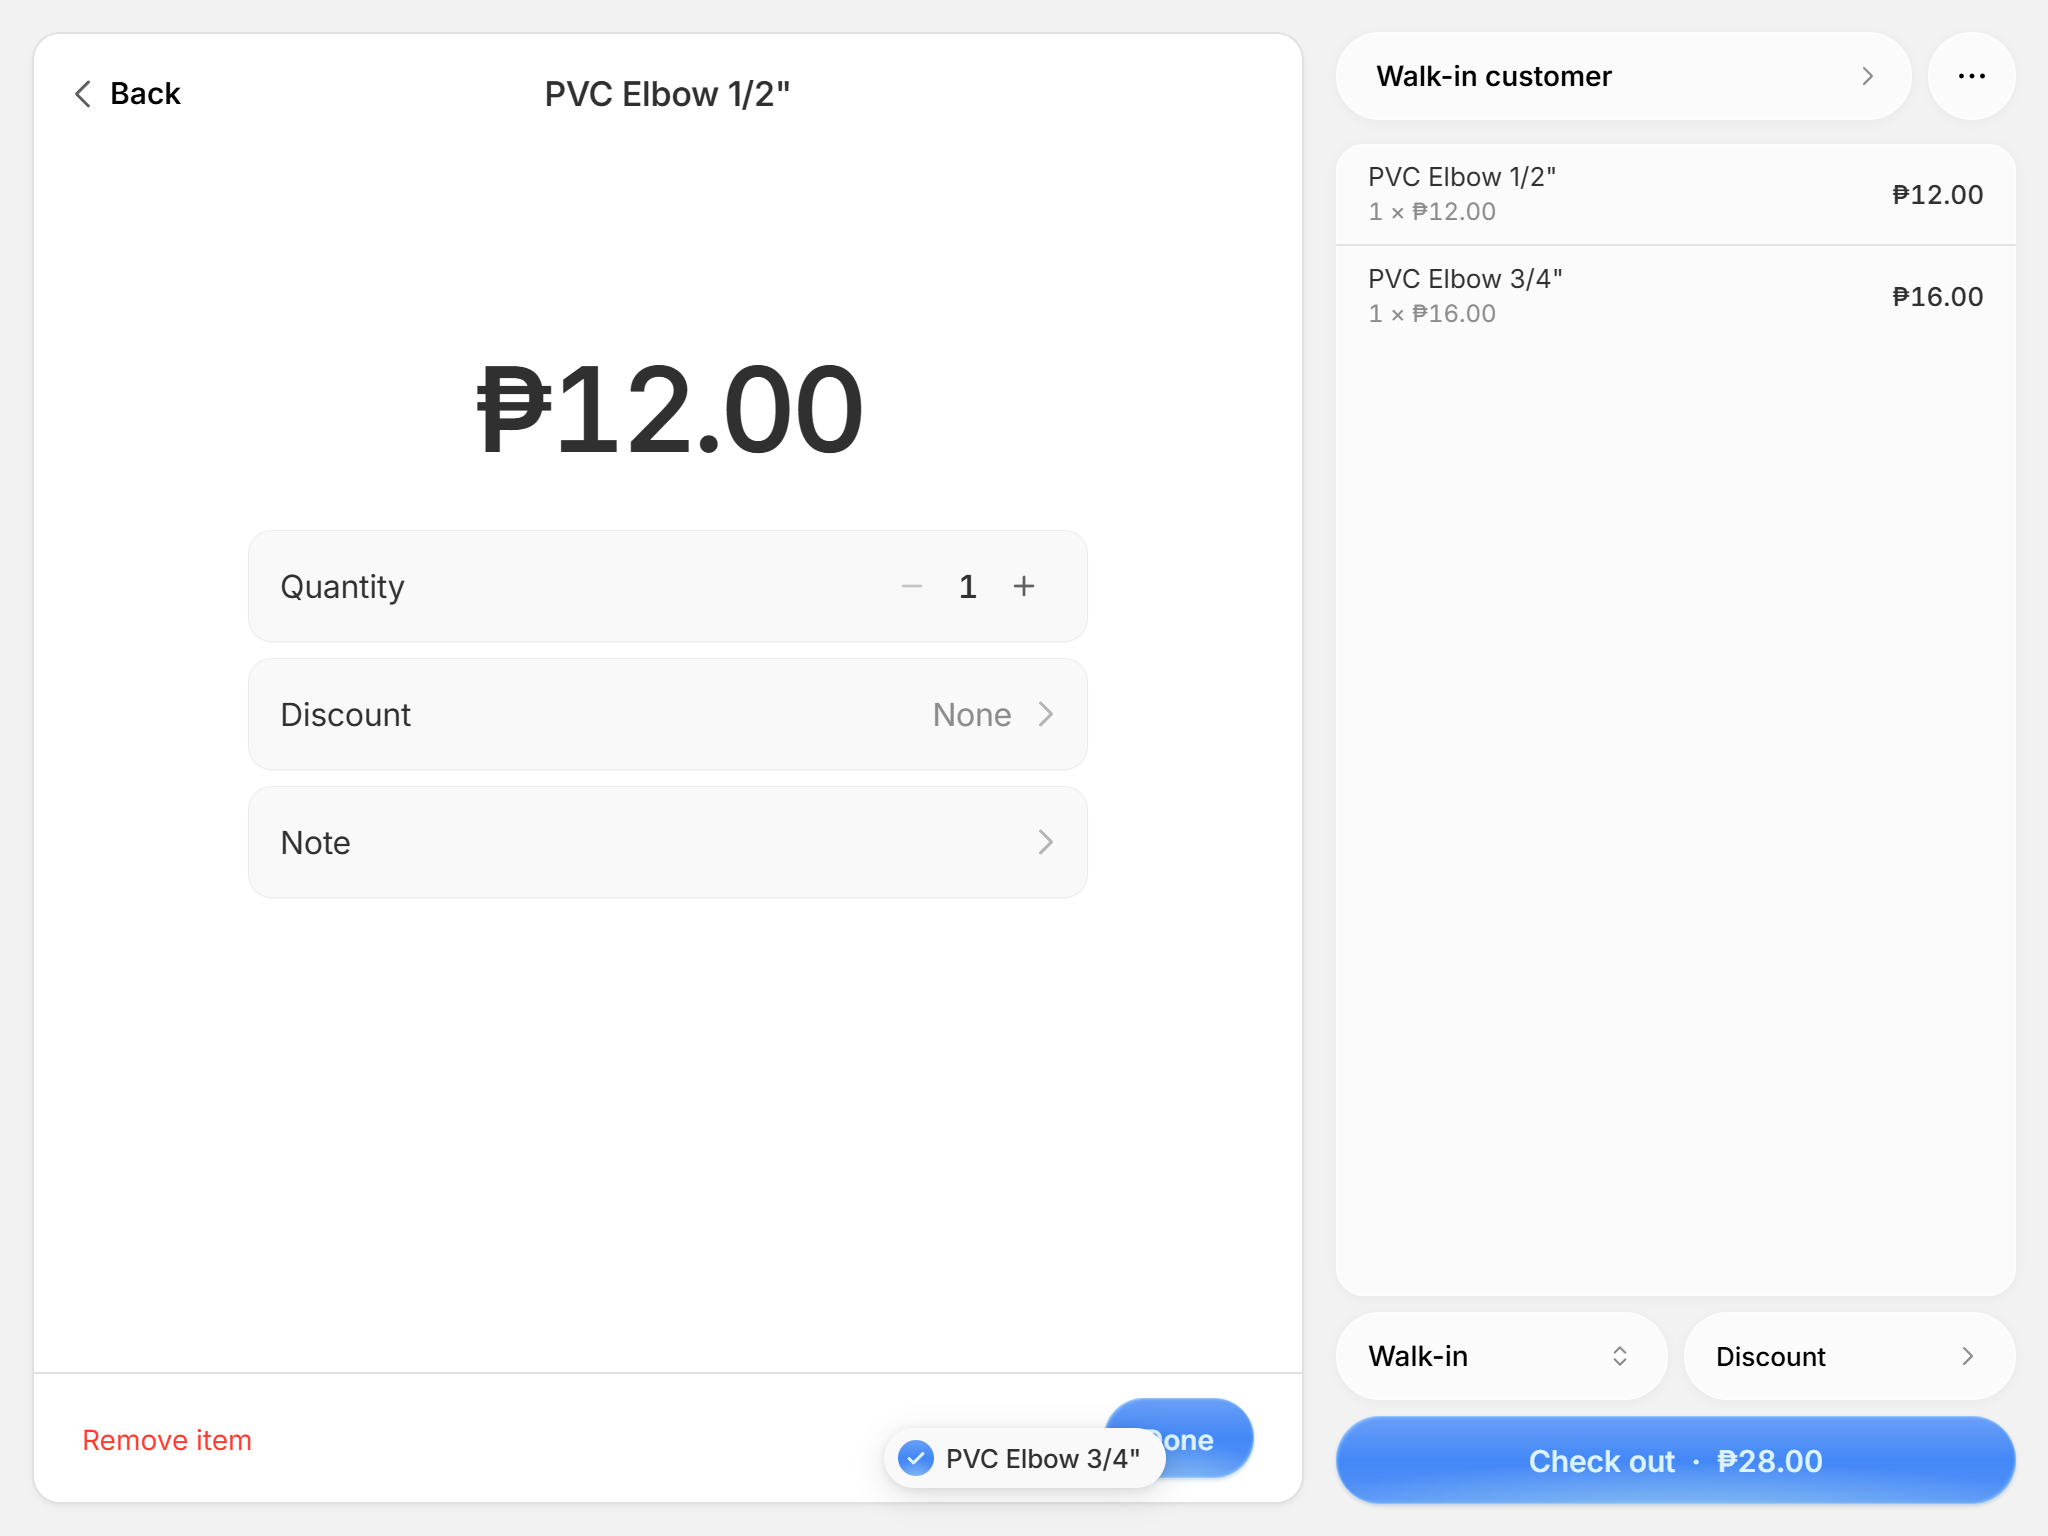 Back
PVC Elbow 1/2"
₱12.00
Quantity
1
Discount
None
Note
Remove item
PVC Elbow 3/4"
Walk-in customer
PVC Elbow 1/2"
1 × ₱12.00
₱12.00
PVC Elbow 3/4"
1 × ₱16.00
₱16.00
Walk-in
Discount
Check out · ₱28.00